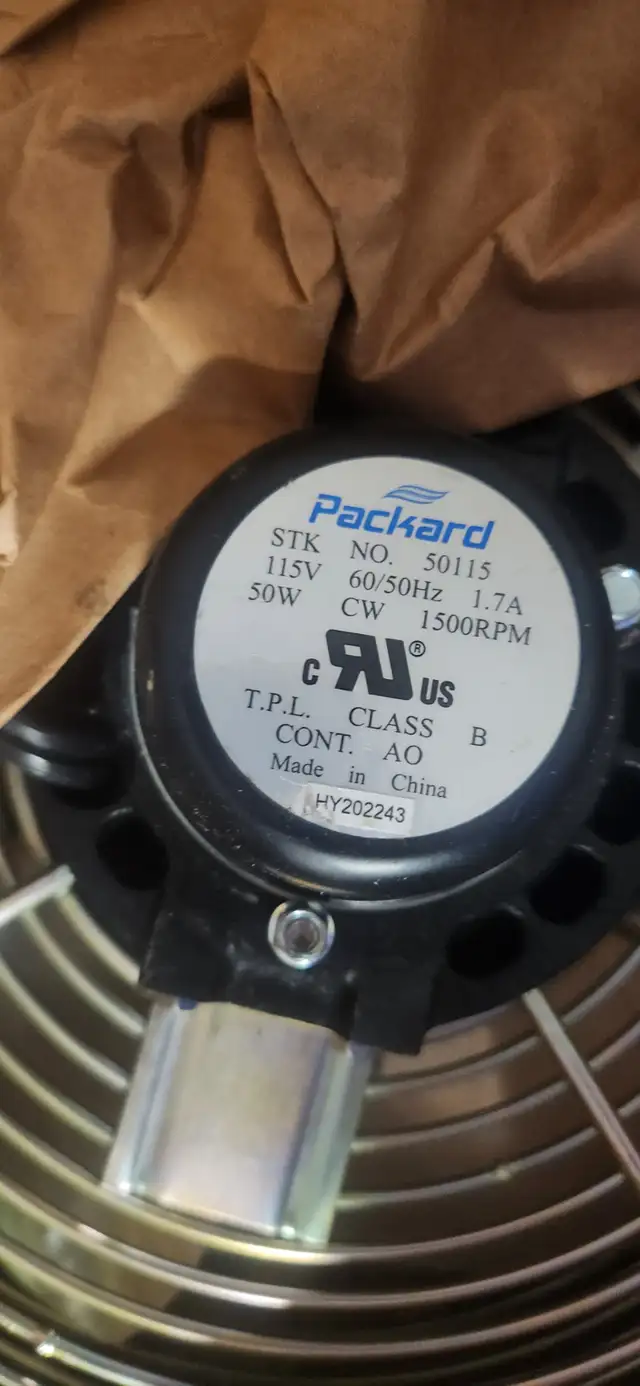 Packard
STK NO. 50115
115V 60/50Hz 1.7A
50W CW 1500RPM
c RU® US
T.P.L. CLASS B
CONT. AO
Made in China
HY202243